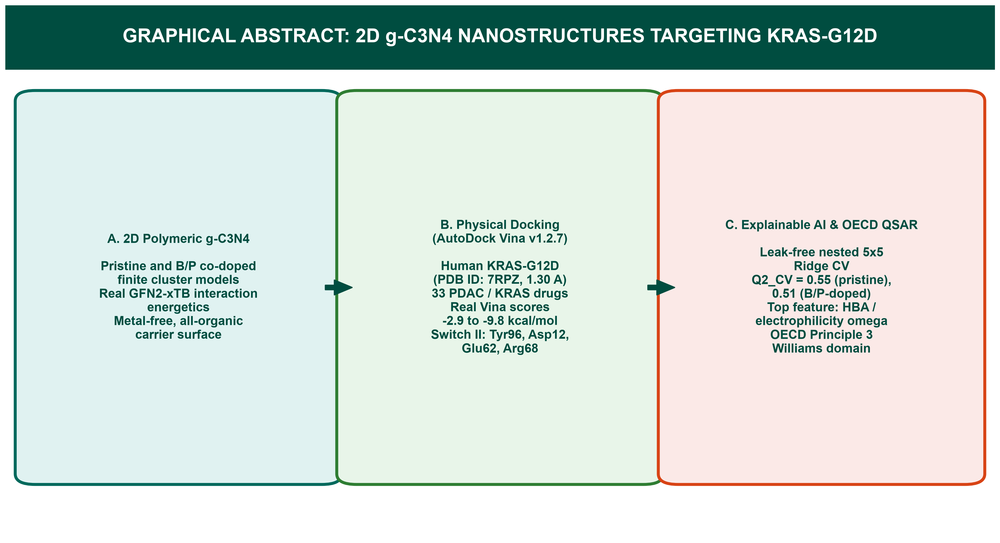 GRAPHICAL ABSTRACT: 2D g-C3N4 NANOSTRUCTURES TARGETING KRAS-G12D
A. 2D Polymeric g-C3N4
Pristine and B/P co-doped
finite cluster models
Real GFN2-xTB interaction
energetics
Metal-free, all-organic
carrier surface
B. Physical Docking
(AutoDock Vina v1.2.7)
Human KRAS-G12D
(PDB ID: 7RPZ, 1.30 A)
33 PDAC / KRAS drugs
Real Vina scores
-2.9 to -9.8 kcal/mol
Switch II: Tyr96, Asp12,
Glu62, Arg68
C. Explainable AI & OECD QSAR
Leak-free nested 5x5
Ridge CV
Q2_CV = 0.55 (pristine),
0.51 (B/P-doped)
Top feature: HBA /
electrophilicity omega
OECD Principle 3
Williams domain